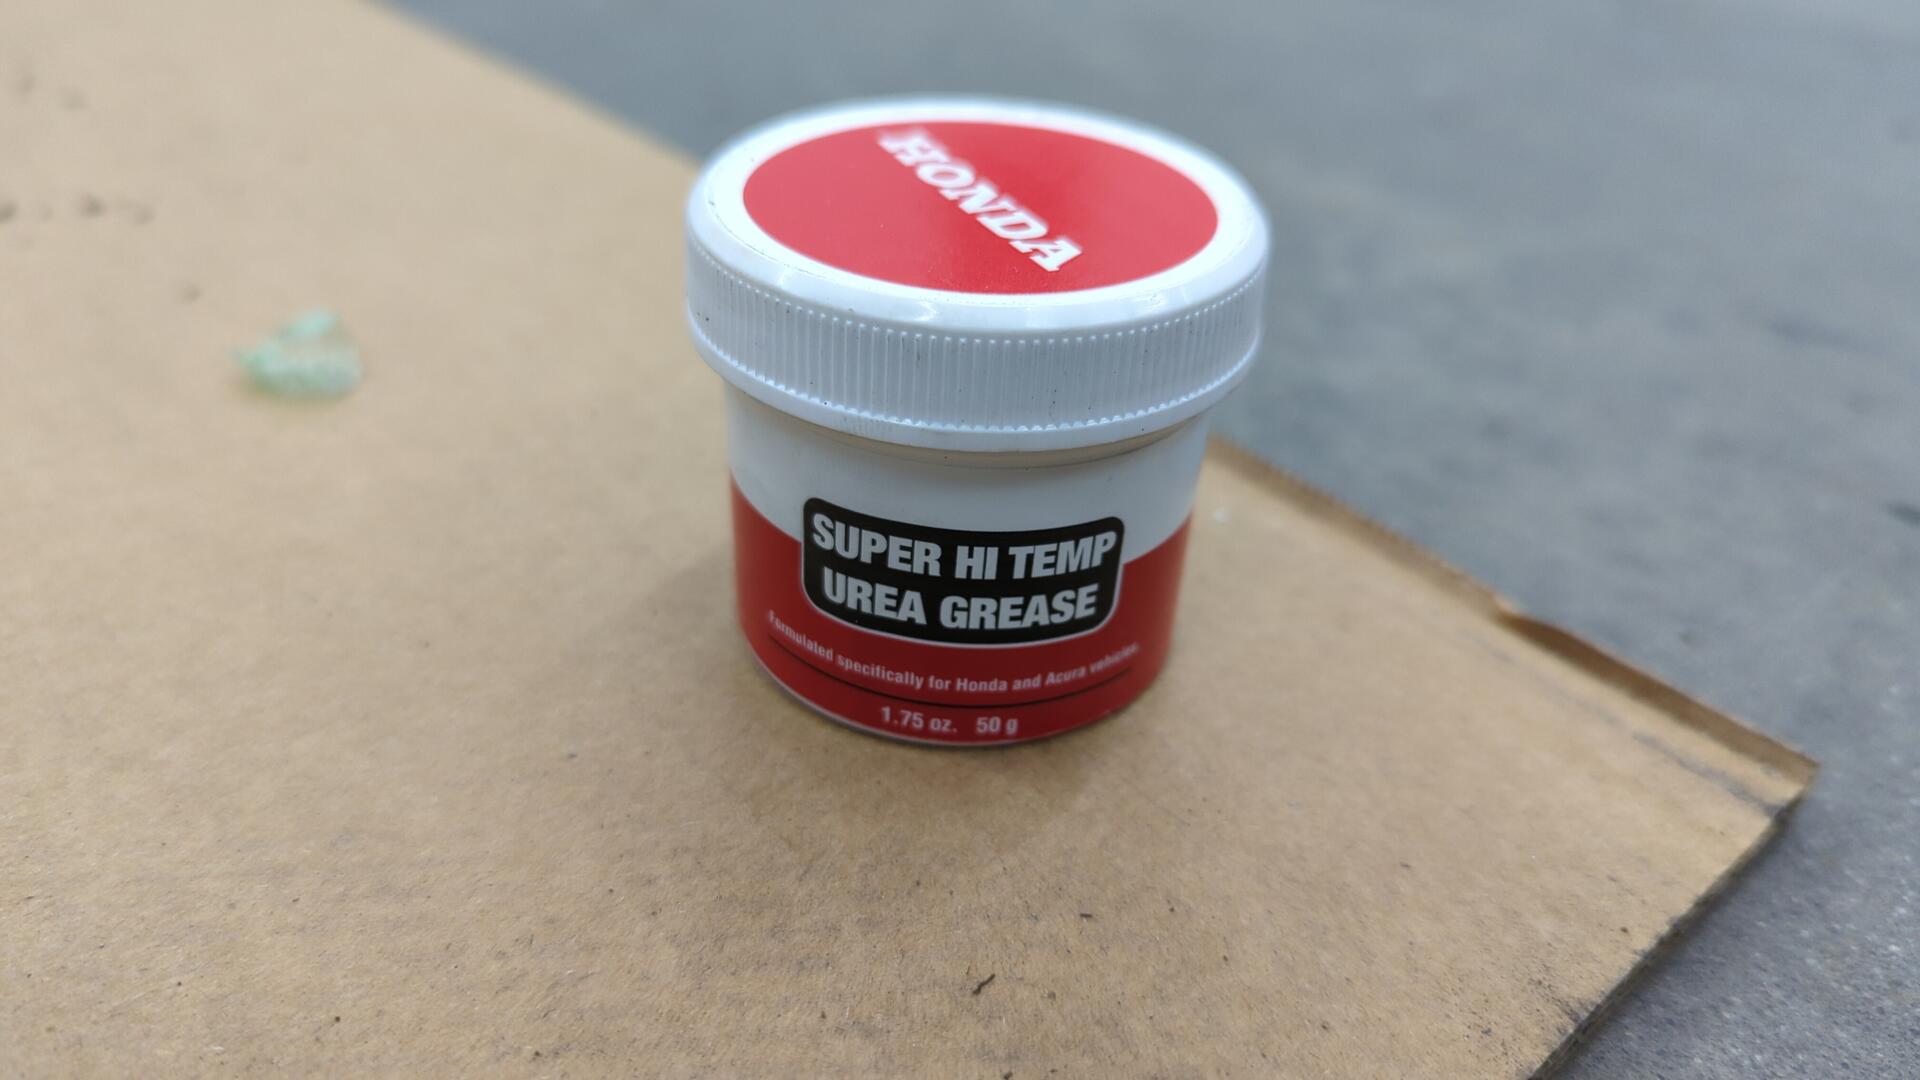 HONDA
SUPER HI TEMP
UREA GREASE
Formulated specifically for Honda and Acura vehicles.
1.75 oz. 50 g